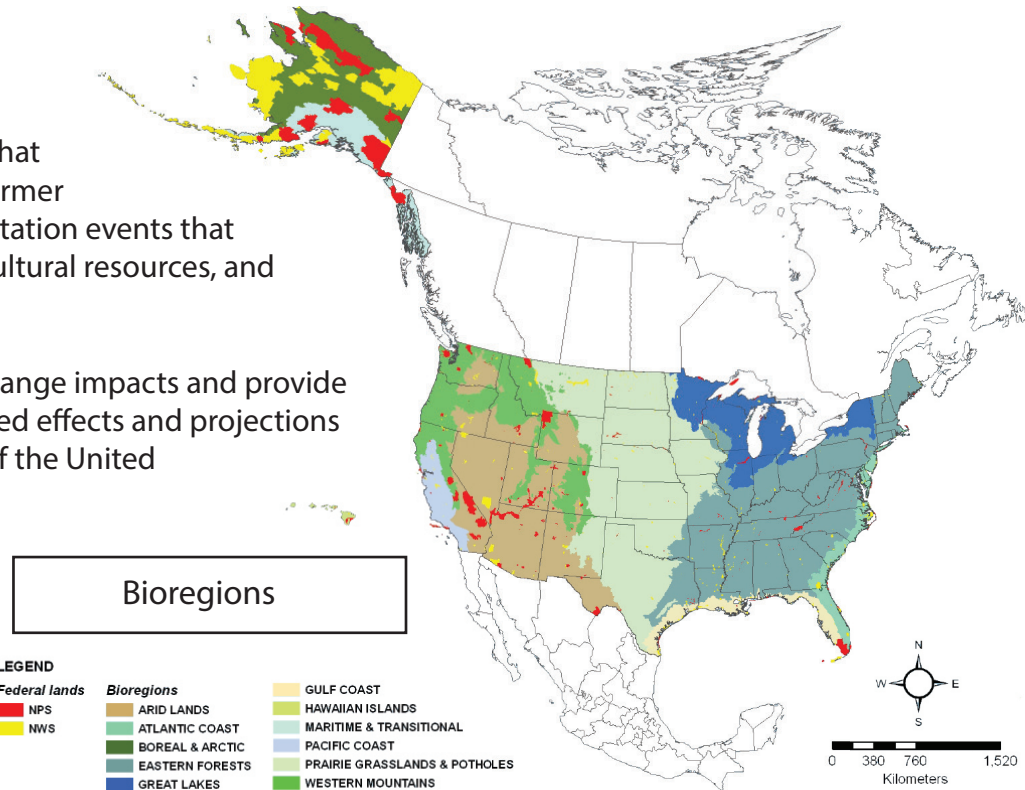 hat
rmer
tation events that
ultural resources, and
ange impacts and provide
ed effects and projections
f the United
Bioregions
LEGEND
Federal lands
NPS
NWS
Bioregions
ARID LANDS
ATLANTIC COAST
BOREAL & ARCTIC
EASTERN FORESTS
GREAT LAKES
GULF COAST
HAWAIIAN ISLANDS
MARITIME & TRANSITIONAL
PACIFIC COAST
PRAIRIE GRASSLANDS & POTHOLES
WESTERN MOUNTAINS
N
W E
S
0 380 760 1,520
Kilometers